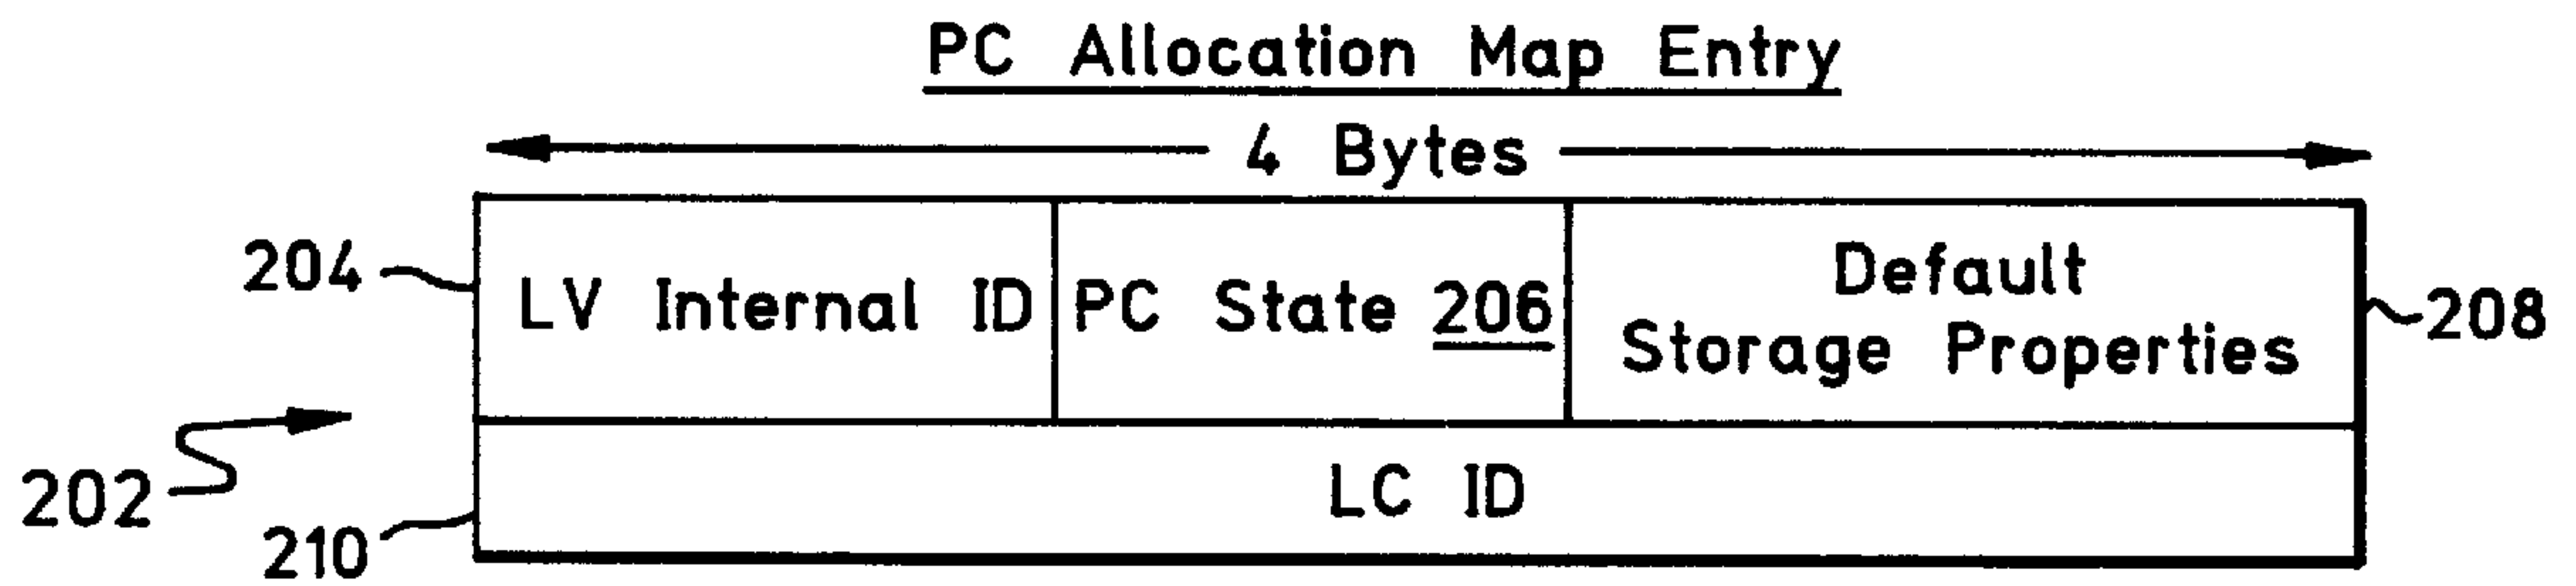 PC Allocation Map Entry
4 Bytes
204
LV Internal ID
PC State 206
Default
Storage Properties
208
202
210
LC ID